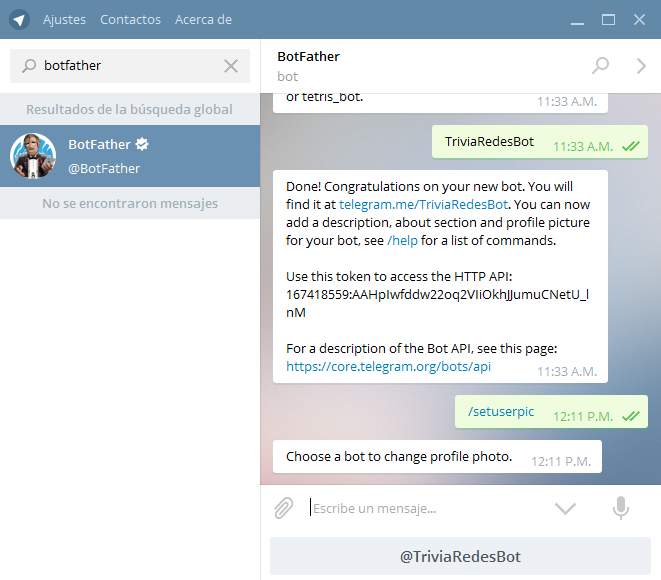 Ajustes Contactos Acerca de
botfather
Resultados de la búsqueda global
BotFather
@BotFather
No se encontraron mensajes
BotFather
bot
or tetris_bot.
11:33 A.M.
TriviaRedesBot 11:33 A.M.
Done! Congratulations on your new bot. You will
find it at telegram.me/TriviaRedesBot. You can now
add a description, about section and profile picture
for your bot, see /help for a list of commands.
Use this token to access the HTTP API:
167418559:AAHpIwfddw22oq2VIiOkhJJumuCNetU_l
nM
For a description of the Bot API, see this page:
https://core.telegram.org/bots/api 11:33 A.M.
/setuserpic 12:11 P.M.
Choose a bot to change profile photo. 12:11 P.M.
Escribe un mensaje...
@TriviaRedesBot